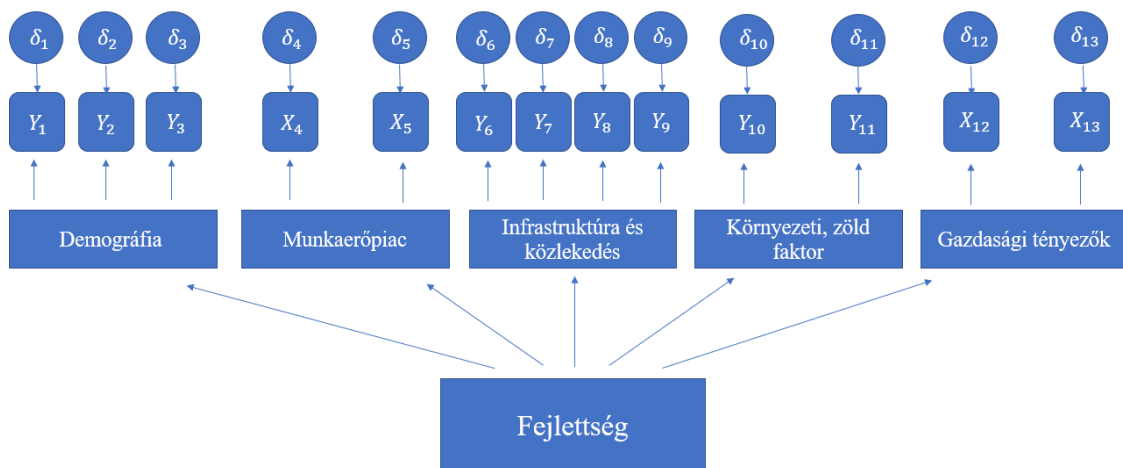 δ₁ δ₂ δ₃ δ₄ δ₅ δ₆ δ₇ δ₈ δ₉ δ₁₀ δ₁₁ δ₁₂ δ₁₃
Y₁ Y₂ Y₃ X₄ X₅ Y₆ Y₇ Y₈ Y₉ Y₁₀ Y₁₁ X₁₂ X₁₃
Demográfia
Munkaerőpiac
Infrastruktúra és
közlekedés
Környezeti, zöld
faktor
Gazdasági tényezők
Fejlettség